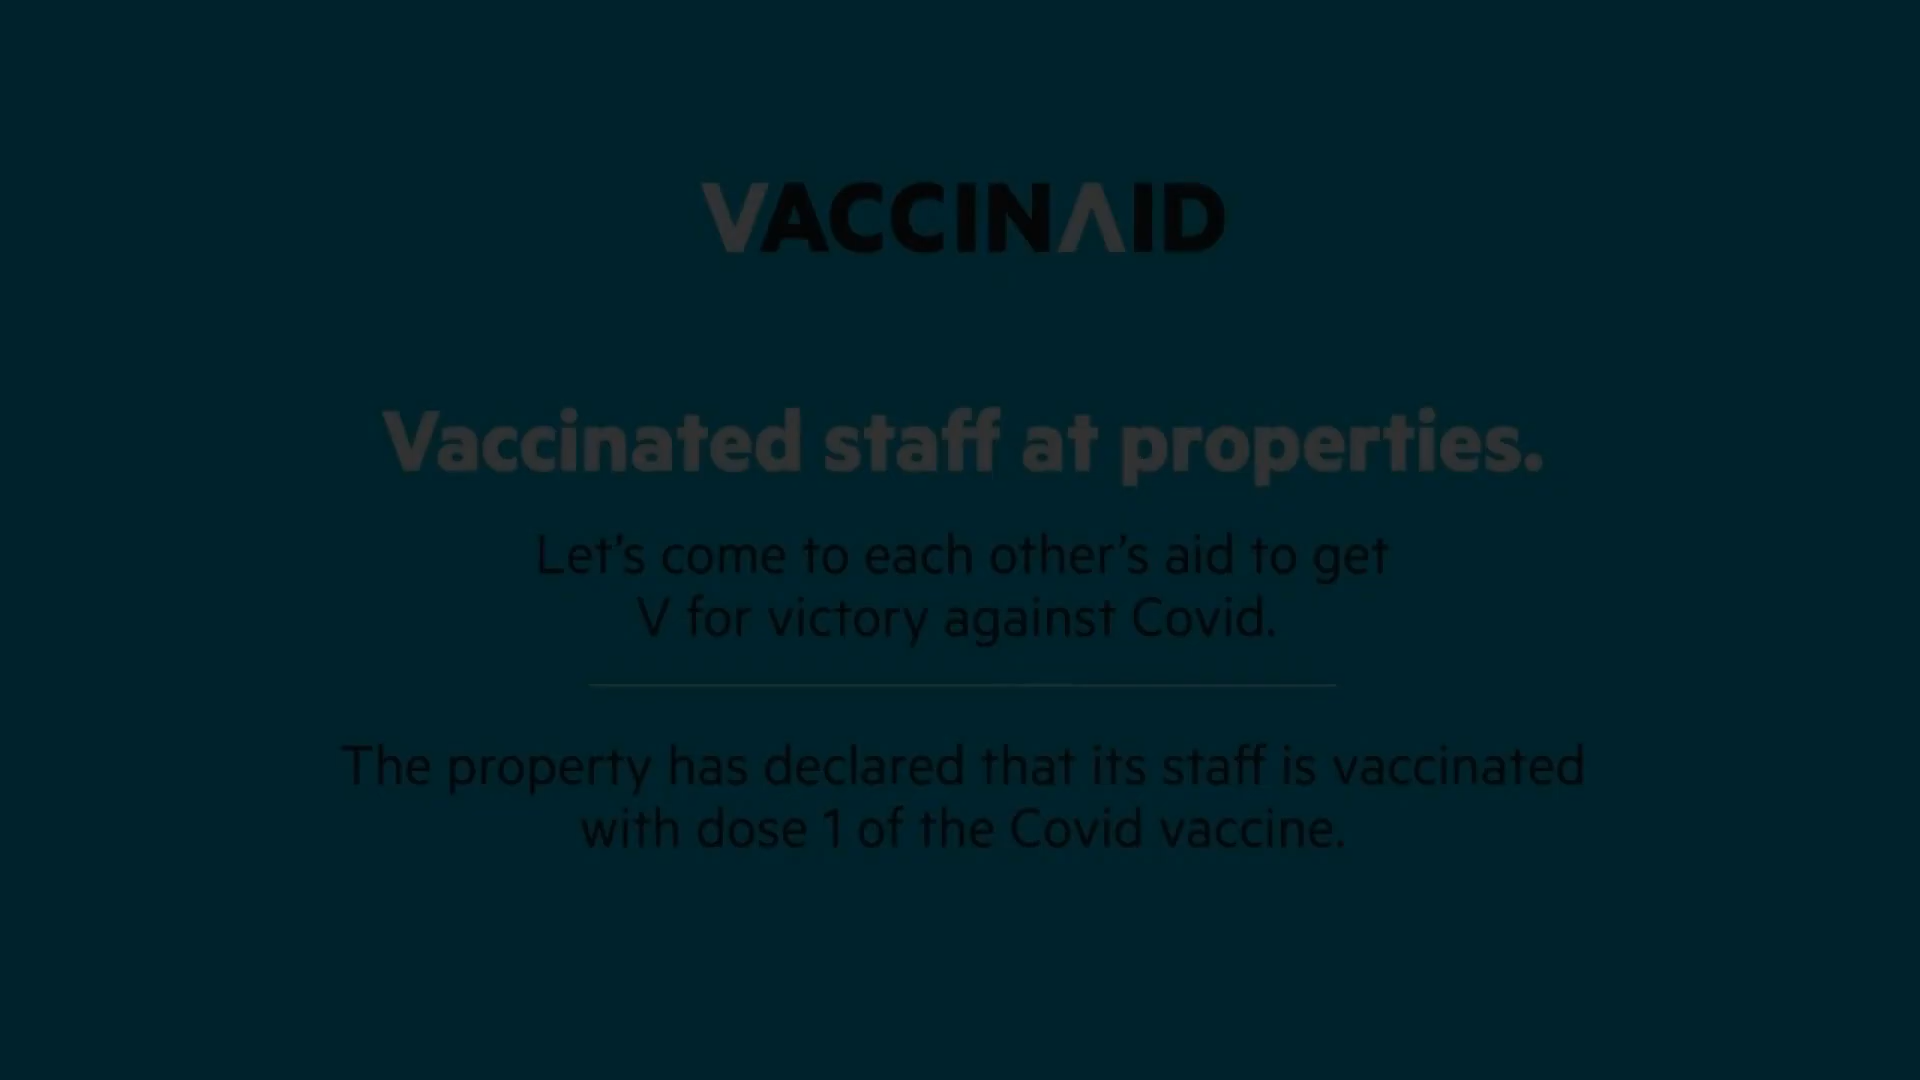 VACCINAID
Vaccinated staff at properties.
Let's come to each other's aid to get
V for victory against Covid.
The property has declared that its staff is vaccinated
with dose 1 of the Covid vaccine.